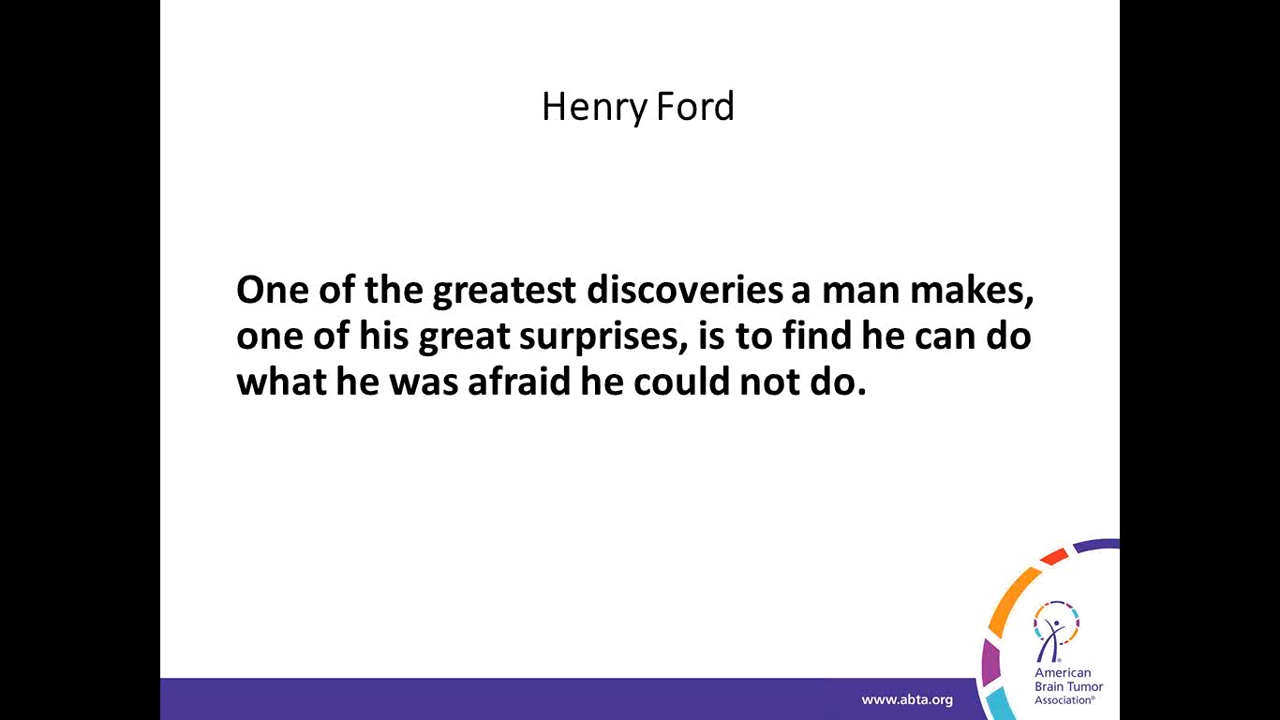 Henry Ford
One of the greatest discoveries a man makes,
one of his great surprises, is to find he can do
what he was afraid he could not do.
www.abta.org
American
Brain Tumor
Association®